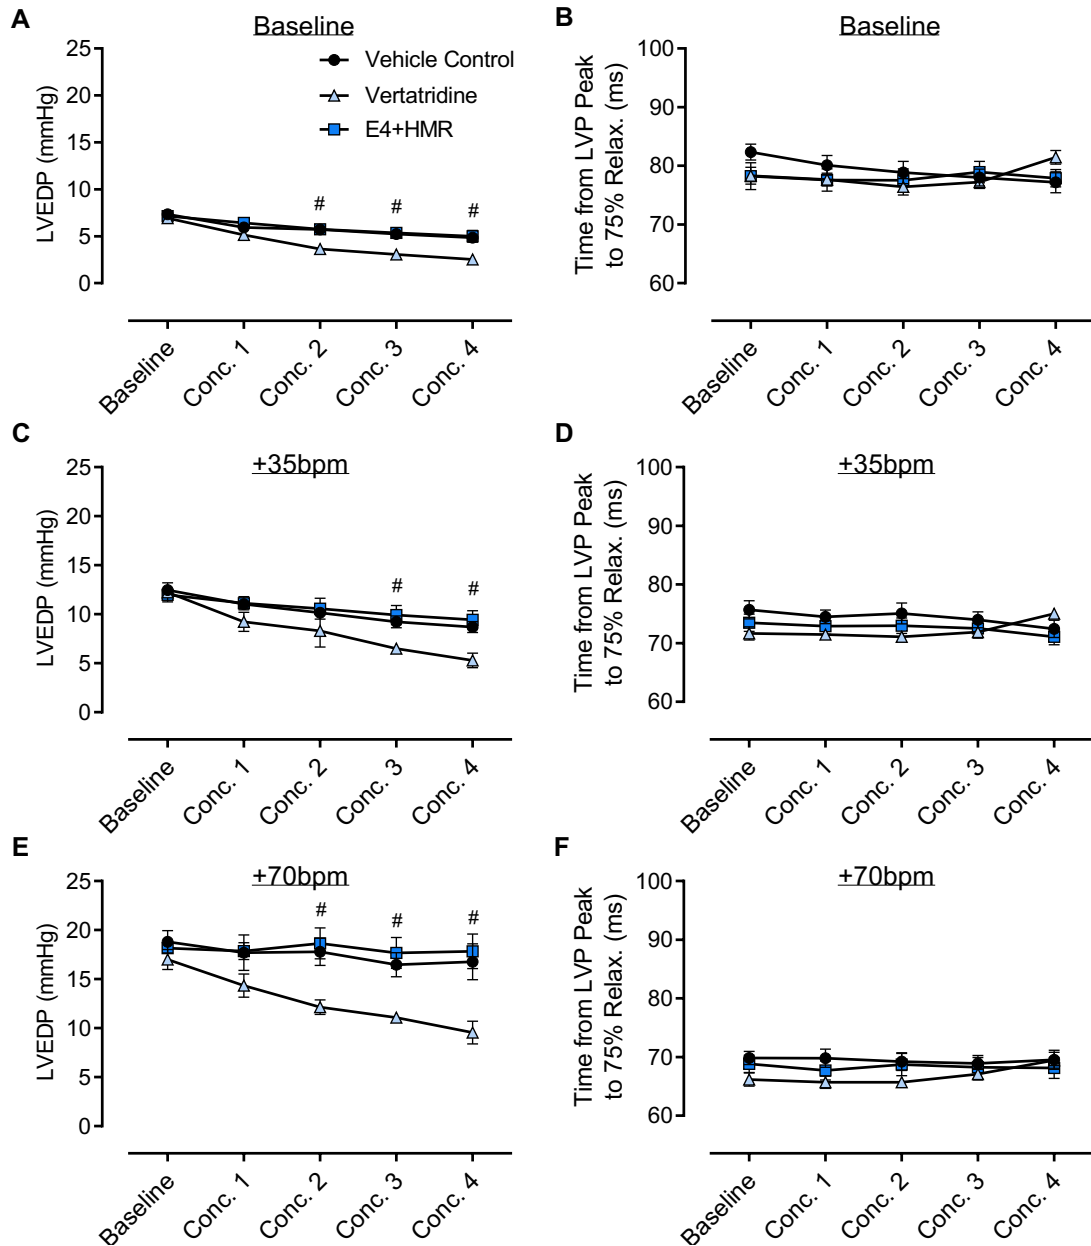 A
Baseline
25
20
15
10
5
0
LVEDP (mmHg)
Vehicle Control
Vertatridine
E4+HMR
#
#
#
Baseline
Conc. 1
Conc. 2
Conc. 3
Conc. 4
B
Baseline
100
90
80
70
60
Time from LVP Peak
to 75% Relax. (ms)
Baseline
Conc. 1
Conc. 2
Conc. 3
Conc. 4
C
+35bpm
25
20
15
10
5
0
LVEDP (mmHg)
#
#
Baseline
Conc. 1
Conc. 2
Conc. 3
Conc. 4
D
+35bpm
100
90
80
70
60
Time from LVP Peak
to 75% Relax. (ms)
Baseline
Conc. 1
Conc. 2
Conc. 3
Conc. 4
E
+70bpm
25
20
15
10
5
0
LVEDP (mmHg)
#
#
#
Baseline
Conc. 1
Conc. 2
Conc. 3
Conc. 4
F
+70bpm
100
90
80
70
60
Time from LVP Peak
to 75% Relax. (ms)
Baseline
Conc. 1
Conc. 2
Conc. 3
Conc. 4